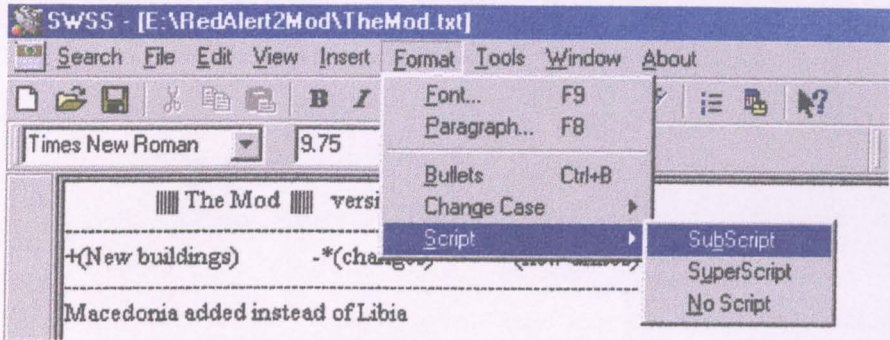 SWSS - [E:\RedAlert2Mod\TheMod.txt]
Search File Edit View Insert Format Tools Window About
B I
Times New Roman 9.75
Font... F9
Paragraph... F8
Bullets Ctrl+B
Change Case
Script
SubScript
SuperScript
No Script
The Mod versi
+(New buildings) -*(changes)
Macedonia added instead of Libia